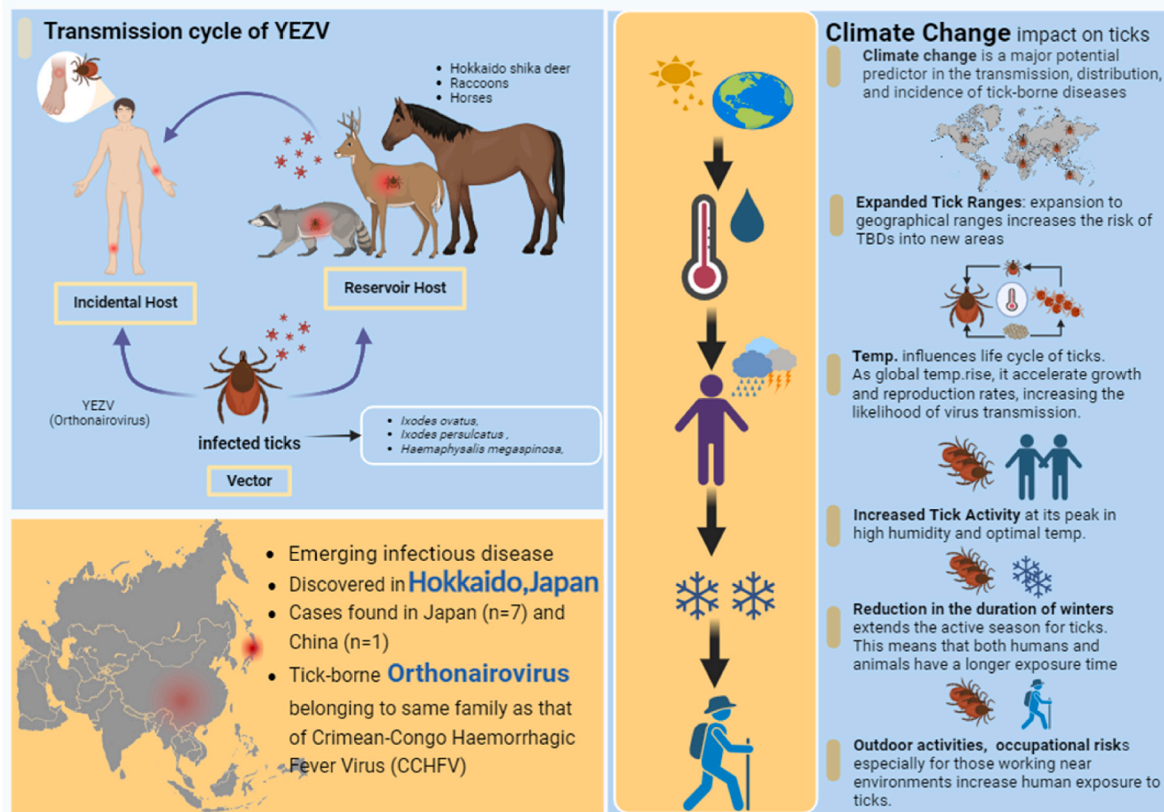 Transmission cycle of YEZV
Hokkaido shika deer
Raccoons
Horses
Incidental Host
Reservoir Host
YEZV
(Orthonairovirus)
infected ticks
Vector
Ixodes ovatus,
Ixodes persulcatus ,
Haemaphysalis megaspinosa,
Emerging infectious disease
Discovered in Hokkaido,Japan
Cases found in Japan (n=7) and
China (n=1)
Tick-borne Orthonairovirus
belonging to same family as that
of Crimean-Congo Haemorrhagic
Fever Virus (CCHFV)
Climate Change impact on ticks
Climate change is a major potential
predictor in the transmission, distribution,
and incidence of tick-borne diseases
Expanded Tick Ranges: expansion to
geographical ranges increases the risk of
TBDs into new areas
Temp. influences life cycle of ticks.
As global temp.rise, it accelerate growth
and reproduction rates, increasing the
likelihood of virus transmission.
Increased Tick Activity at its peak in
high humidity and optimal temp.
Reduction in the duration of winters
extends the active season for ticks.
This means that both humans and
animals have a longer exposure time
Outdoor activities, occupational risks
especially for those working near
environments increase human exposure to
ticks.